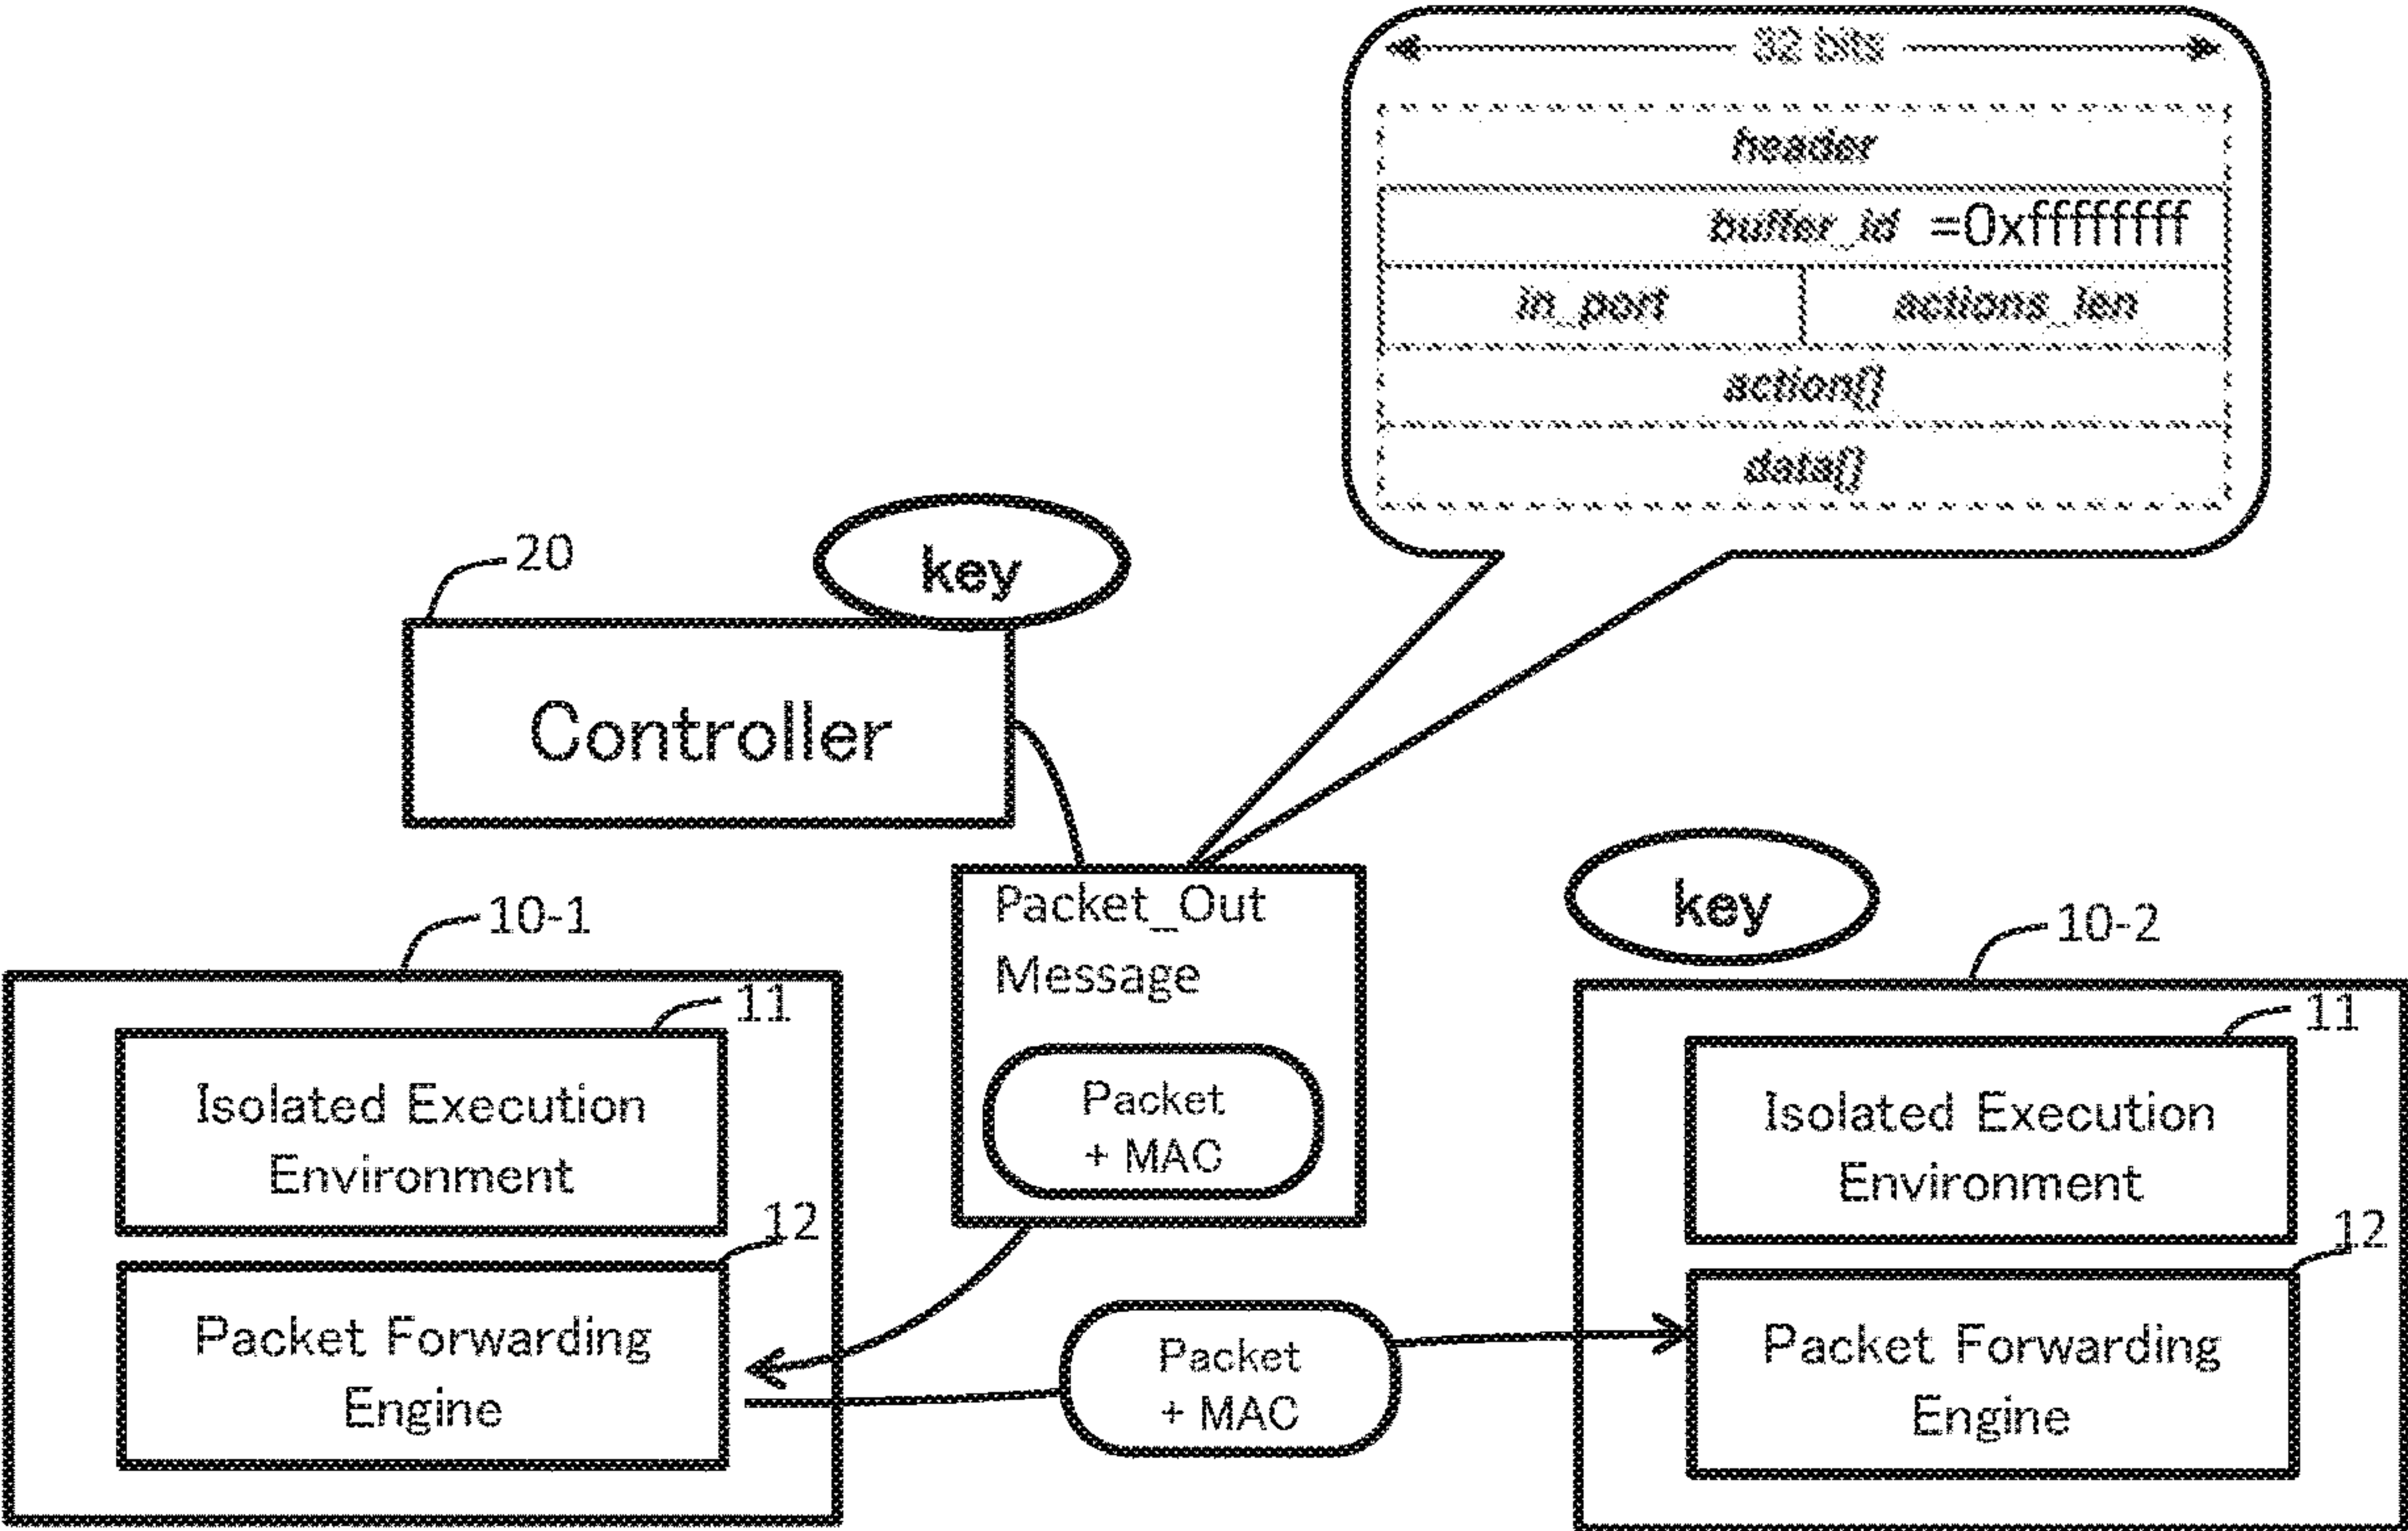 32 bits
header
buffer_id =0xffffffff
in_port actions_len
action[]
data[]
20
key
Controller
10-1
Packet_Out
Message
key
10-2
11
11
Isolated Execution
Environment
Packet
+ MAC
Isolated Execution
Environment
12
12
Packet Forwarding
Engine
Packet
+ MAC
Packet Forwarding
Engine